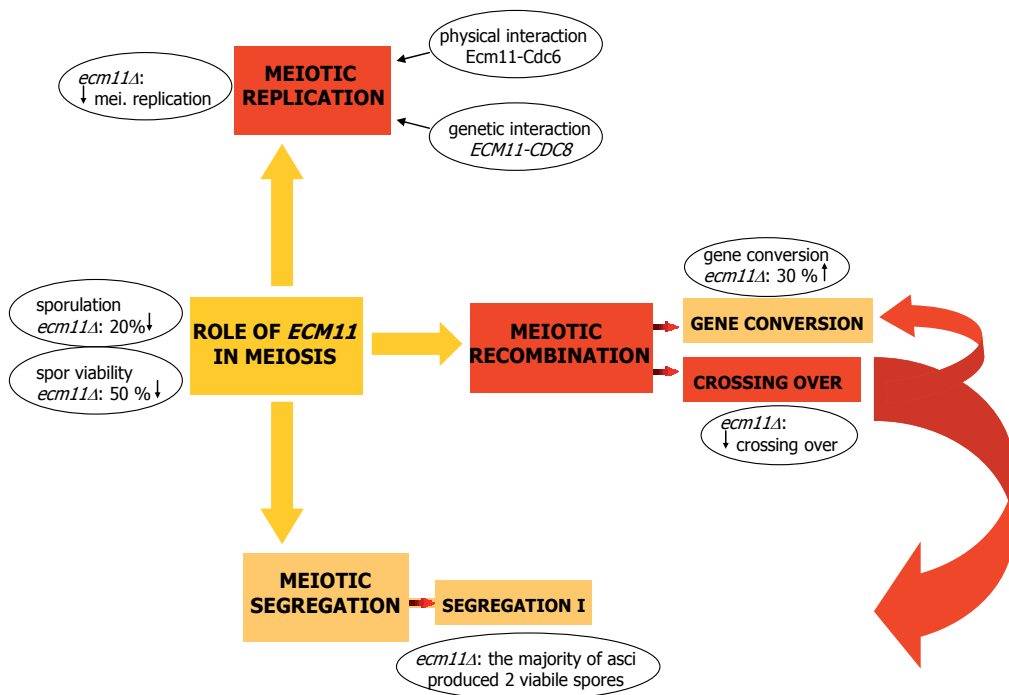 physical interaction
Ecm11-Cdc6
MEIOTIC
REPLICATION
ecm11Δ:
↓ mei. replication
genetic interaction
ECM11-CDC8
gene conversion
ecm11Δ: 30 % ↑
sporulation
ecm11Δ: 20% ↓
ROLE OF ECM11
IN MEIOSIS
MEIOTIC
RECOMBINATION
GENE CONVERSION
spor viability
ecm11Δ: 50 % ↓
CROSSING OVER
ecm11Δ:
↓ crossing over
MEIOTIC
SEGREGATION
SEGREGATION I
ecm11Δ: the majority of asci
produced 2 viabile spores